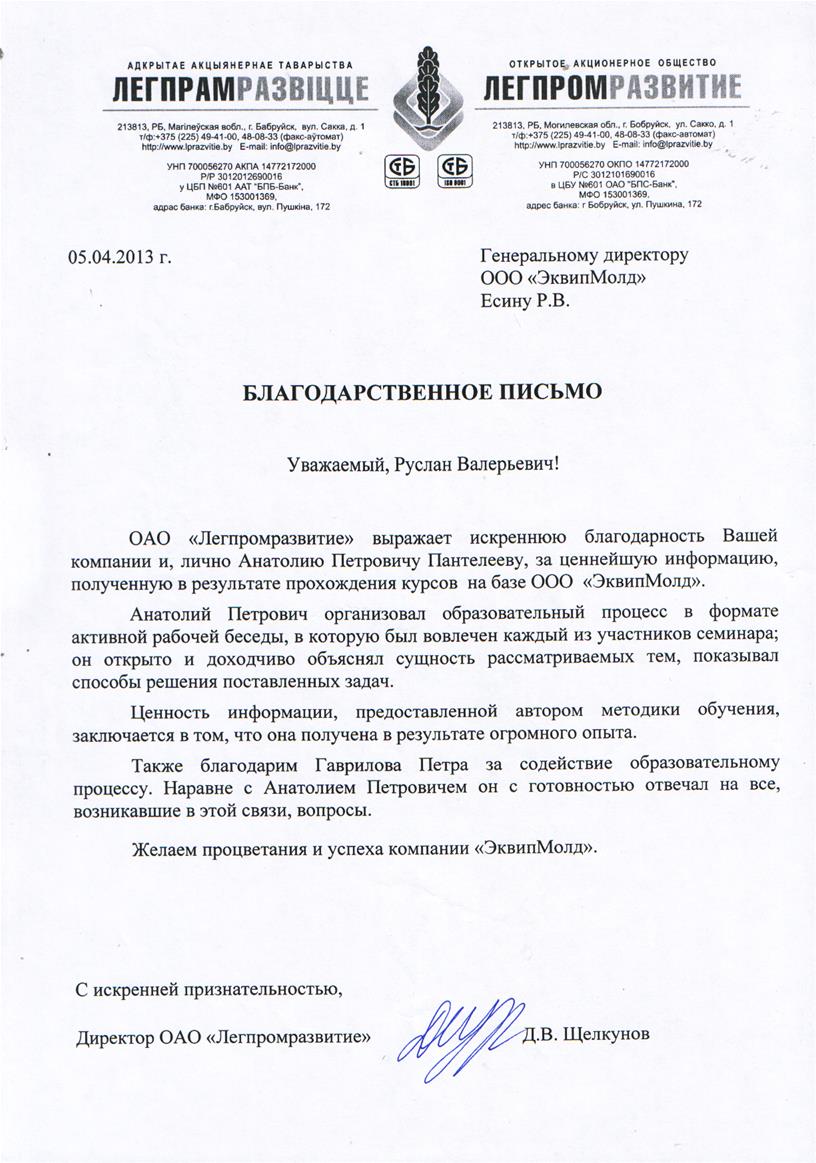 АДКРЫТАЕ АКЦЫЯНЕРНАЕ ТАВАРЫСТВА
ЛЕГПРАМРАЗВІЦЦЕ
213813, РБ, Магілеўская вобл., г. Бабруйск, вул. Сакка, д. 1
т/ф:+375 (225) 49-41-00, 48-08-33 (факс-аўтомат)
http://www.lprazvitie.by E-mail: info@lprazvitie.by
УНП 700056270 АКПА 14772172000
Р/Р 3012012690016
у ЦБП №601 ААТ "БПБ-Банк",
МФО 153001369,
адрас банка: г.Бабруйск, вул. Пушкіна, 172
СТБ 18001
ISO 9001
ОТКРЫТОЕ АКЦИОНЕРНОЕ ОБЩЕСТВО
ЛЕГПРОМРАЗВИТИЕ
213813, РБ, Могилевская обл., г. Бобруйск, ул. Сакко, д. 1
т/ф:+375 (225) 49-41-00, 48-08-33 (факс-автомат)
http://www.lprazvitie.by E-mail: info@lprazvitie.by
УНП 700056270 ОКПО 14772172000
Р/С 3012101690016
в ЦБУ №601 ОАО "БПС-Банк",
МФО 153001369,
адрес банка: г Бобруйск, ул. Пушкина, 172
05.04.2013 г.
Генеральному директору
ООО «ЭквипМолд»
Есину Р.В.
БЛАГОДАРСТВЕННОЕ ПИСЬМО
Уважаемый, Руслан Валерьевич!
ОАО «Легпромразвитие» выражает искреннюю благодарность Вашей
компании и, лично Анатолию Петровичу Пантелееву, за ценнейшую информацию,
полученную в результате прохождения курсов на базе ООО «ЭквипМолд».
Анатолий Петрович организовал образовательный процесс в формате
активной рабочей беседы, в которую был вовлечен каждый из участников семинара;
он открыто и доходчиво объяснял сущность рассматриваемых тем, показывал
способы решения поставленных задач.
Ценность информации, предоставленной автором методики обучения,
заключается в том, что она получена в результате огромного опыта.
Также благодарим Гаврилова Петра за содействие образовательному
процессу. Наравне с Анатолием Петровичем он с готовностью отвечал на все,
возникавшие в этой связи, вопросы.
Желаем процветания и успеха компании «ЭквипМолд».
С искренней признательностью,
Директор ОАО «Легпромразвитие» Д.В. Щелкунов